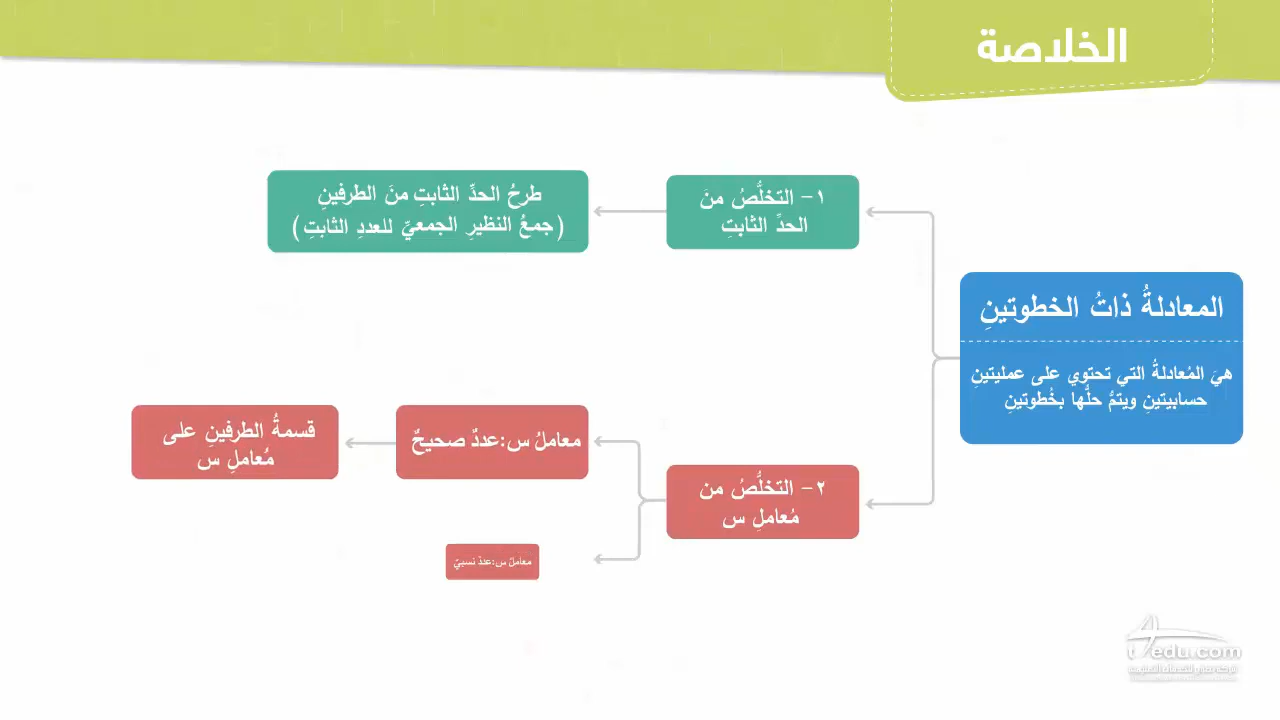 الخلاصة
المعادلةُ ذاتُ الخطوتينِ
هيَ المُعادلةُ التي تحتوي على عمليتينِ
حسابيتينِ ويتمُّ حلُّها بخُطوتينِ
١- التخلُّصُ منَ
الحدِّ الثابتِ
طرحُ الحدِّ الثابتِ منَ الطرفينِ
(جمعُ النظيرِ الجمعيِّ للعددِ الثابتِ)
٢- التخلُّصُ من
مُعاملِ س
معاملُ س:عددٌ صحيحٌ
قسمةُ الطرفينِ على
مُعاملِ س
معاملُ س:عددٌ نسبيٌ
edu.com